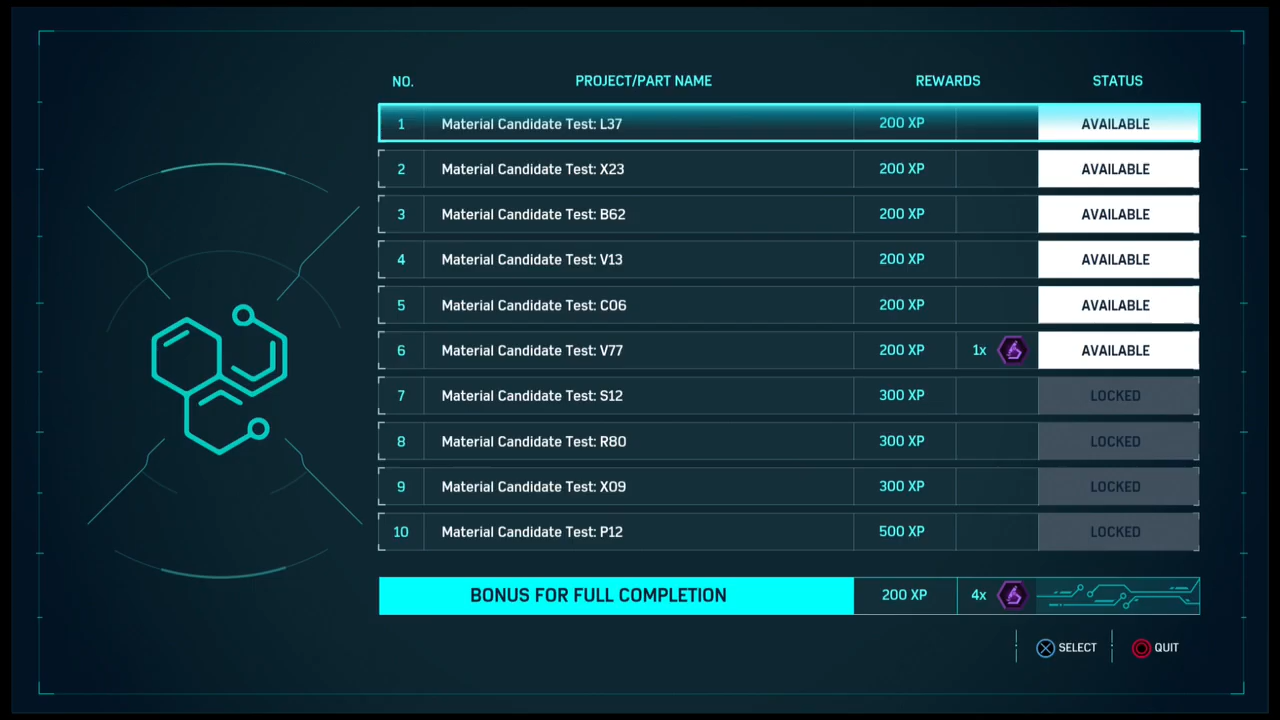 NO. PROJECT/PART NAME REWARDS STATUS
1 Material Candidate Test: L37 200 XP AVAILABLE
2 Material Candidate Test: X23 200 XP AVAILABLE
3 Material Candidate Test: B62 200 XP AVAILABLE
4 Material Candidate Test: V13 200 XP AVAILABLE
5 Material Candidate Test: C06 200 XP AVAILABLE
6 Material Candidate Test: V77 200 XP 1x AVAILABLE
7 Material Candidate Test: S12 300 XP LOCKED
8 Material Candidate Test: R80 300 XP LOCKED
9 Material Candidate Test: X09 300 XP LOCKED
10 Material Candidate Test: P12 500 XP LOCKED
BONUS FOR FULL COMPLETION 200 XP 4x
SELECT QUIT